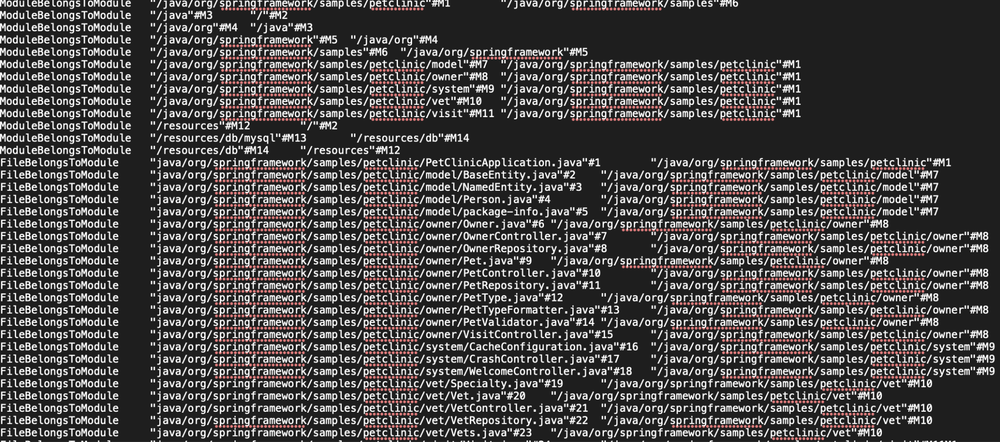 ModuleBelongsToModule "/java/org/springframework/samples/petclinic"#M1 "/java/org/springframework/samples"#M6
ModuleBelongsToModule "/java"#M3 "/"#M2
ModuleBelongsToModule "/java/org"#M4 "/java"#M3
ModuleBelongsToModule "/java/org/springframework"#M5 "/java/org"#M4
ModuleBelongsToModule "/java/org/springframework/samples"#M6 "/java/org/springframework"#M5
ModuleBelongsToModule "/java/org/springframework/samples/petclinic/model"#M7 "/java/org/springframework/samples/petclinic"#M1
ModuleBelongsToModule "/java/org/springframework/samples/petclinic/owner"#M8 "/java/org/springframework/samples/petclinic"#M1
ModuleBelongsToModule "/java/org/springframework/samples/petclinic/system"#M9 "/java/org/springframework/samples/petclinic"#M1
ModuleBelongsToModule "/java/org/springframework/samples/petclinic/vet"#M10 "/java/org/springframework/samples/petclinic"#M1
ModuleBelongsToModule "/java/org/springframework/samples/petclinic/visit"#M11 "/java/org/springframework/samples/petclinic"#M1
ModuleBelongsToModule "/resources"#M12 "/"#M2
ModuleBelongsToModule "/resources/db/mysql"#M13 "/resources/db"#M14
ModuleBelongsToModule "/resources/db"#M14 "/resources"#M12
FileBelongsToModule "java/org/springframework/samples/petclinic/PetClinicApplication.java"#1 "/java/org/springframework/samples/petclinic"#M1
FileBelongsToModule "java/org/springframework/samples/petclinic/model/BaseEntity.java"#2 "/java/org/springframework/samples/petclinic/model"#M7
FileBelongsToModule "java/org/springframework/samples/petclinic/model/NamedEntity.java"#3 "/java/org/springframework/samples/petclinic/model"#M7
FileBelongsToModule "java/org/springframework/samples/petclinic/model/Person.java"#4 "/java/org/springframework/samples/petclinic/model"#M7
FileBelongsToModule "java/org/springframework/samples/petclinic/model/package-info.java"#5 "/java/org/springframework/samples/petclinic/model"#M7
FileBelongsToModule "java/org/springframework/samples/petclinic/owner/Owner.java"#6 "/java/org/springframework/samples/petclinic/owner"#M8
FileBelongsToModule "java/org/springframework/samples/petclinic/owner/OwnerController.java"#7 "/java/org/springframework/samples/petclinic/owner"#M8
FileBelongsToModule "java/org/springframework/samples/petclinic/owner/OwnerRepository.java"#8 "/java/org/springframework/samples/petclinic/owner"#M8
FileBelongsToModule "java/org/springframework/samples/petclinic/owner/Pet.java"#9 "/java/org/springframework/samples/petclinic/owner"#M8
FileBelongsToModule "java/org/springframework/samples/petclinic/owner/PetController.java"#10 "/java/org/springframework/samples/petclinic/owner"#M8
FileBelongsToModule "java/org/springframework/samples/petclinic/owner/PetRepository.java"#11 "/java/org/springframework/samples/petclinic/owner"#M8
FileBelongsToModule "java/org/springframework/samples/petclinic/owner/PetType.java"#12 "/java/org/springframework/samples/petclinic/owner"#M8
FileBelongsToModule "java/org/springframework/samples/petclinic/owner/PetTypeFormatter.java"#13 "/java/org/springframework/samples/petclinic/owner"#M8
FileBelongsToModule "java/org/springframework/samples/petclinic/owner/PetValidator.java"#14 "/java/org/springframework/samples/petclinic/owner"#M8
FileBelongsToModule "java/org/springframework/samples/petclinic/owner/VisitController.java"#15 "/java/org/springframework/samples/petclinic/owner"#M8
FileBelongsToModule "java/org/springframework/samples/petclinic/system/CacheConfiguration.java"#16 "/java/org/springframework/samples/petclinic/system"#M9
FileBelongsToModule "java/org/springframework/samples/petclinic/system/CrashController.java"#17 "/java/org/springframework/samples/petclinic/system"#M9
FileBelongsToModule "java/org/springframework/samples/petclinic/system/WelcomeController.java"#18 "/java/org/springframework/samples/petclinic/system"#M9
FileBelongsToModule "java/org/springframework/samples/petclinic/vet/Specialty.java"#19 "/java/org/springframework/samples/petclinic/vet"#M10
FileBelongsToModule "java/org/springframework/samples/petclinic/vet/Vet.java"#20 "/java/org/springframework/samples/petclinic/vet"#M10
FileBelongsToModule "java/org/springframework/samples/petclinic/vet/VetController.java"#21 "/java/org/springframework/samples/petclinic/vet"#M10
FileBelongsToModule "java/org/springframework/samples/petclinic/vet/VetRepository.java"#22 "/java/org/springframework/samples/petclinic/vet"#M10
FileBelongsToModule "java/org/springframework/samples/petclinic/vet/Vets.java"#23 "/java/org/springframework/samples/petclinic/vet"#M10